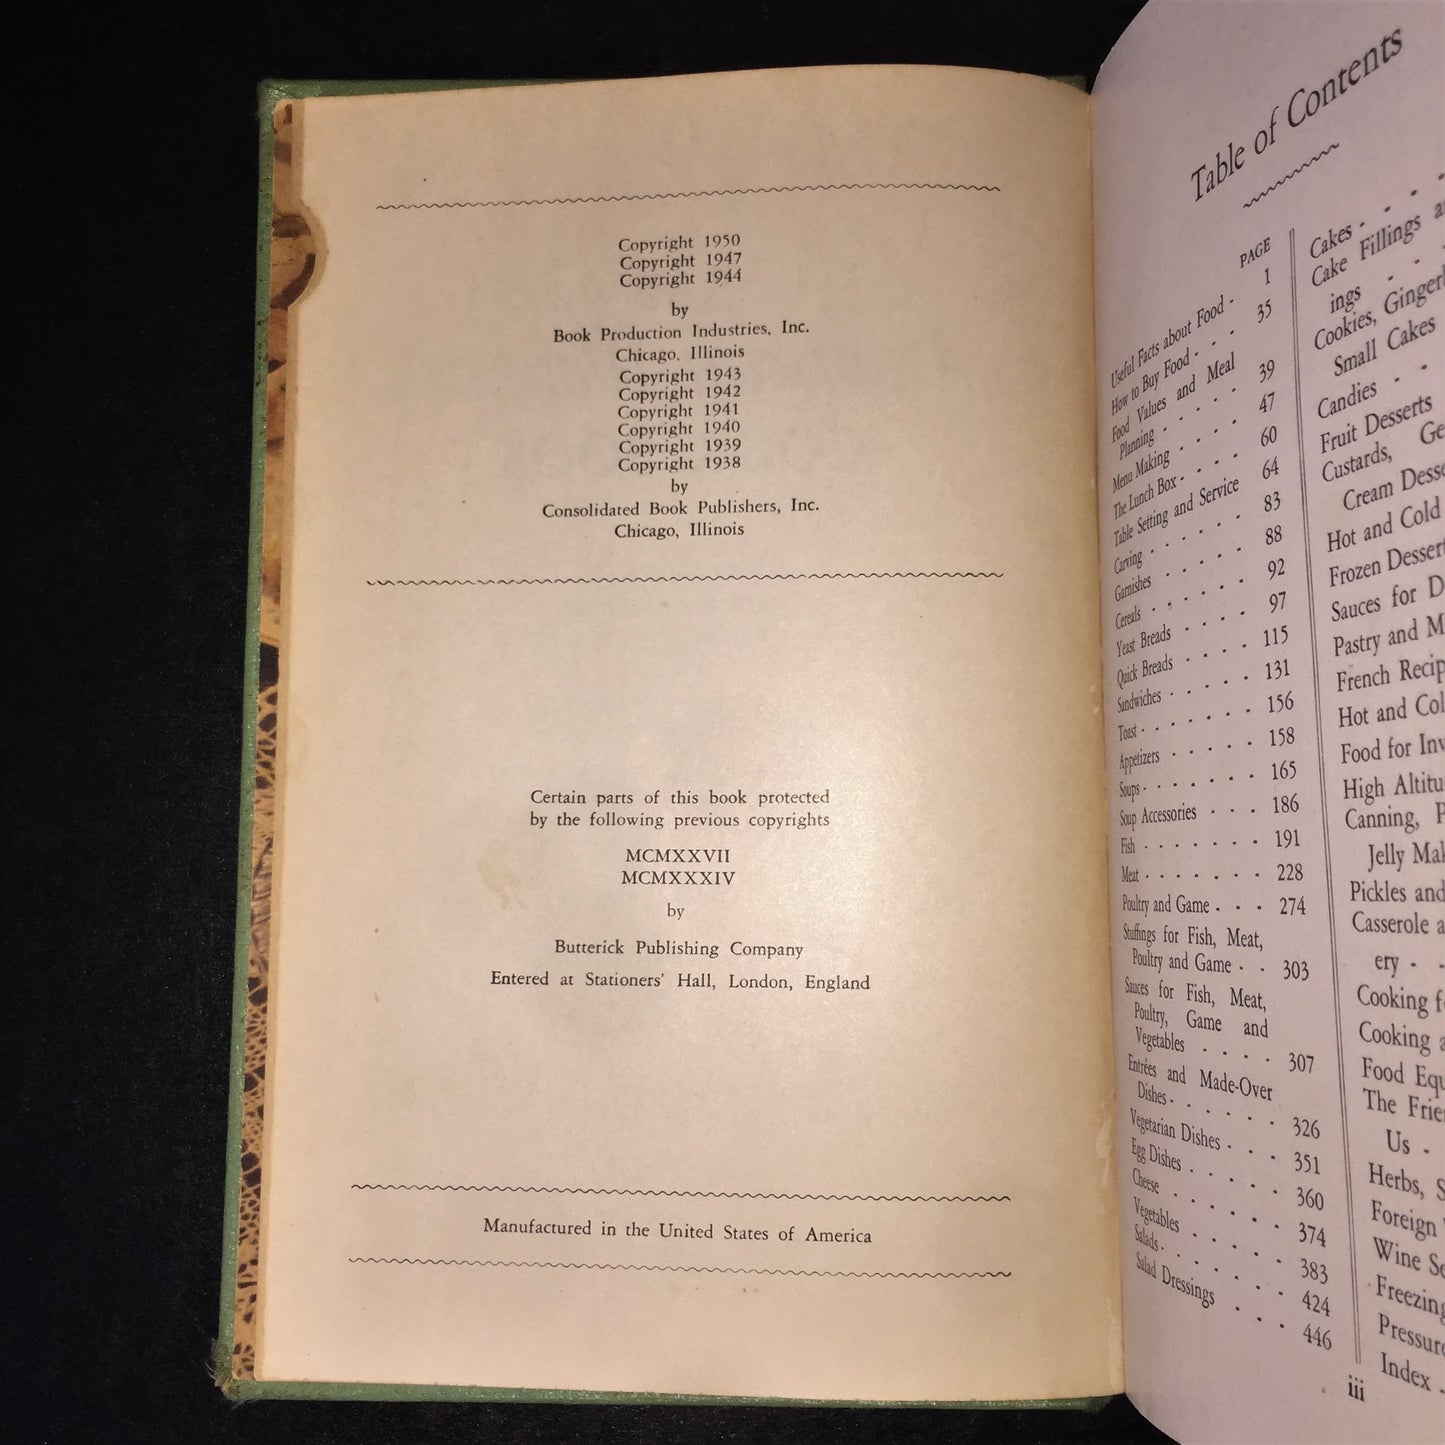 Copyright 1950
Copyright 1947
Copyright 1944
by
Book Production Industries, Inc.
Chicago, Illinois
Copyright 1943
Copyright 1942
Copyright 1941
Copyright 1940
Copyright 1939
Copyright 1938
by
Consolidated Book Publishers, Inc.
Chicago, Illinois
Certain parts of this book protected
by the following previous copyrights
MCMXXVII
MCMXXXIV
by
Butterick Publishing Company
Entered at Stationers' Hall, London, England
Manufactured in the United States of America
Table of Contents
PAGE
Useful Facts about Food - 1
How to Buy Food - - - 35
Food Values and Meal
Planning - - - - - 39
Menu Making - - - - 47
The Lunch Box - - - - 60
Table Setting and Service 64
Carving - - - - - 83
Garnishes - - - - - 88
Cereals - - - - - - 92
Yeast Breads - - - - 97
Quick Breads - - - - 115
Sandwiches - - - - - 131
Toast - - - - - - - 156
Appetizers - - - - - 158
Soups - - - - - - - 165
Soup Accessories - - - 186
Fish - - - - - - - 191
Meat - - - - - - - 228
Poultry and Game - - - 274
Stuffings for Fish, Meat,
Poultry and Game - - 303
Sauces for Fish, Meat,
Poultry, Game and
Vegetables - - - - 307
Entrées and Made-Over
Dishes - - - - - - 326
Vegetarian Dishes - - - 351
Egg Dishes - - - - - 360
Cheese - - - - - - 374
Vegetables - - - - - 383
Salads - - - - - - 424
Salad Dressings - - - 446
Cakes - - - -
Cake Fillings
ings - -
Cookies,
Small Cakes
Candies - -
Fruit Desserts
Custards,
Cream
Hot and Cold
Frozen
Sauces for
Pastry and
French
Hot and
Food for
High
Canning,
Jelly
Pickles and
Casserole
ery - -
Cooking
Cooking
Food
The
Us -
Herbs,
Foreign
Wine
Index -
iii